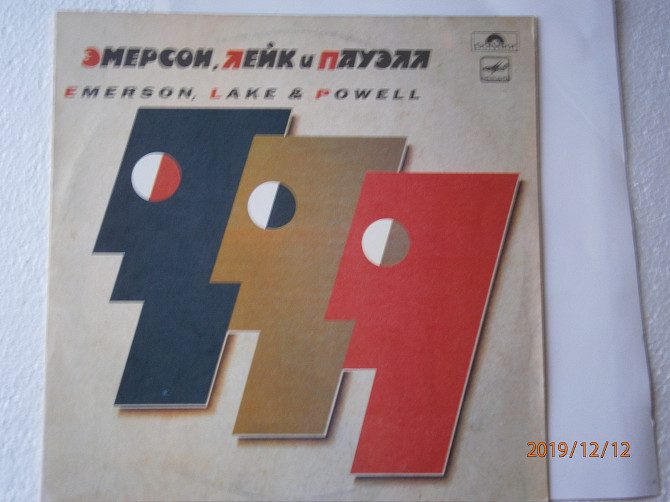 ЭМЕРСОН, ЛЕЙК и ПАУЭЛЛ
EMERSON, LAKE & POWELL
2019/12/12